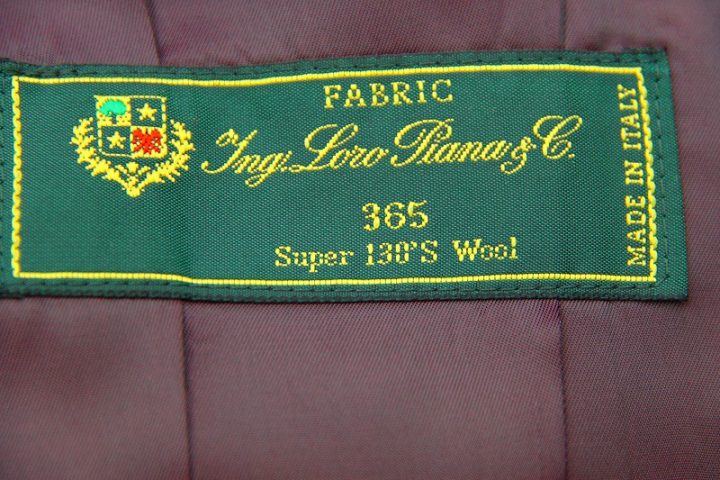 FABRIC
Ing. Loro Piana & C.
365
Super 130'S Wool
MADE IN ITALY